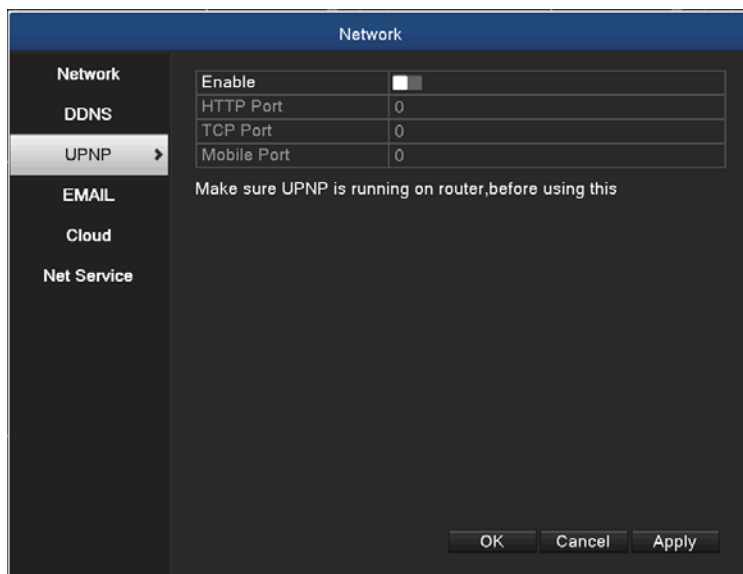 Network
Network
DDNS
UPNP
EMAIL
Cloud
Net Service
Enable
HTTP Port 0
TCP Port 0
Mobile Port 0
Make sure UPNP is running on router,before using this
OK Cancel Apply